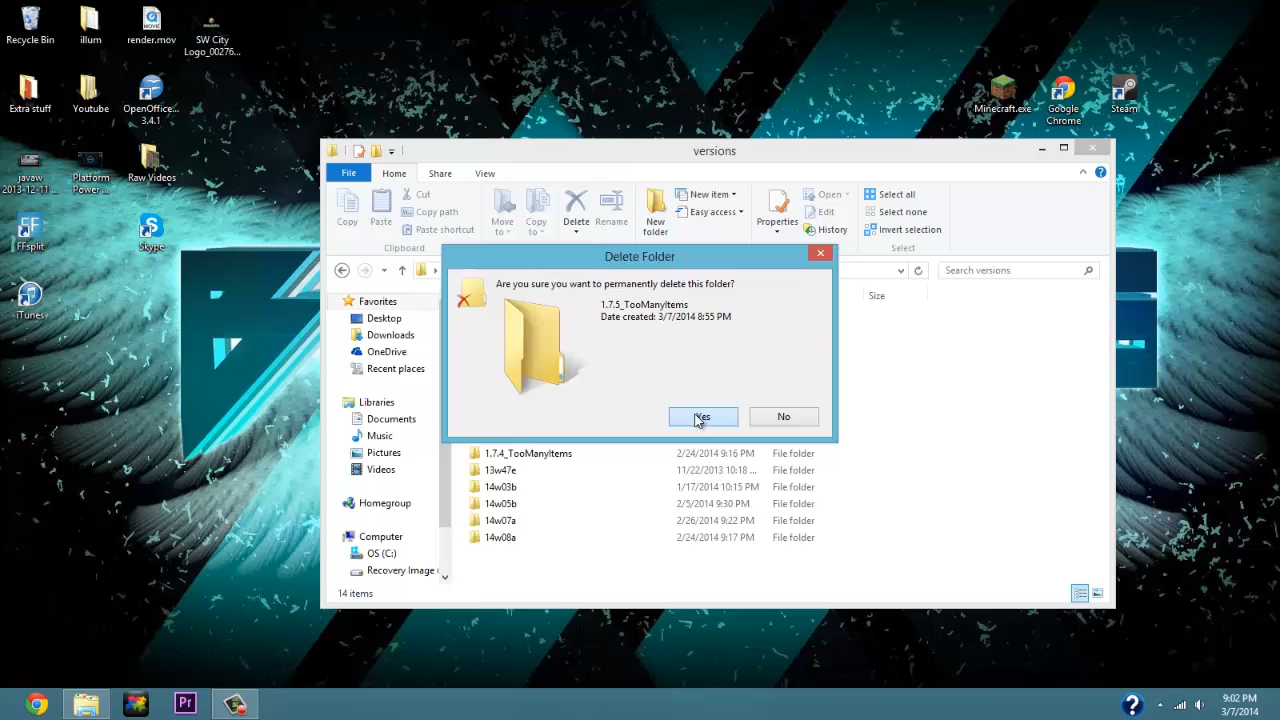 Recycle Bin
illum
render.mov
SW City
Logo_00276...
Extra stuff
Youtube
OpenOffice...
3.4.1
javaw
2013-12-11 ...
Platform
Power ...
Raw Videos
FFsplit
Skype
iTunes
Minecraft.exe
Google
Chrome
Steam
versions
File
Home
Share
View
Copy
Paste
Cut
Copy path
Paste shortcut
Clipboard
Move
to
Copy
to
Delete
Rename
New
folder
New item
Easy access
Properties
Open
Edit
History
Select all
Select none
Invert selection
Select
Search versions
Size
Delete Folder
Are you sure you want to permanently delete this folder?
1.7.5_TooManyItems
Date created: 3/7/2014 8:55 PM
Yes
No
Favorites
Desktop
Downloads
OneDrive
Recent places
Libraries
Documents
Music
Pictures
Videos
Homegroup
Computer
OS (C:)
Recovery Image
1.7.4_TooManyItems 2/24/2014 9:16 PM File folder
13w47e 11/22/2013 10:18 ... File folder
14w03b 1/17/2014 10:15 PM File folder
14w05b 2/5/2014 9:30 PM File folder
14w07a 2/26/2014 9:22 PM File folder
14w08a 2/24/2014 9:17 PM File folder
14 items
Pr
9:02 PM
3/7/2014